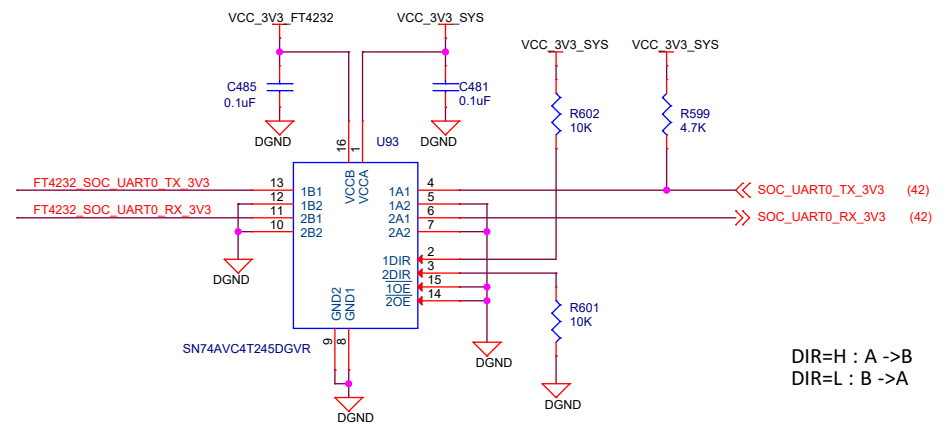 VCC_3V3_FT4232
VCC_3V3_SYS
VCC_3V3_SYS
VCC_3V3_SYS
C485
0.1uF
C481
0.1uF
R602
10K
R599
4.7K
DGND
DGND
16
1
U93
VCCB
VCCA
FT4232_SOC_UART0_TX_3V3
13
1B1
1A1
4
SOC_UART0_TX_3V3
(42)
12
1B2
1A2
5
FT4232_SOC_UART0_RX_3V3
11
2B1
2A1
6
SOC_UART0_RX_3V3
(42)
10
2B2
2A2
7
1DIR
2
2DIR
3
1OE
15
2OE
14
DGND
GND2
GND1
R601
10K
9
8
SN74AVC4T245DGVR
DGND
DGND
DGND
DIR=H : A ->B
DIR=L : B ->A